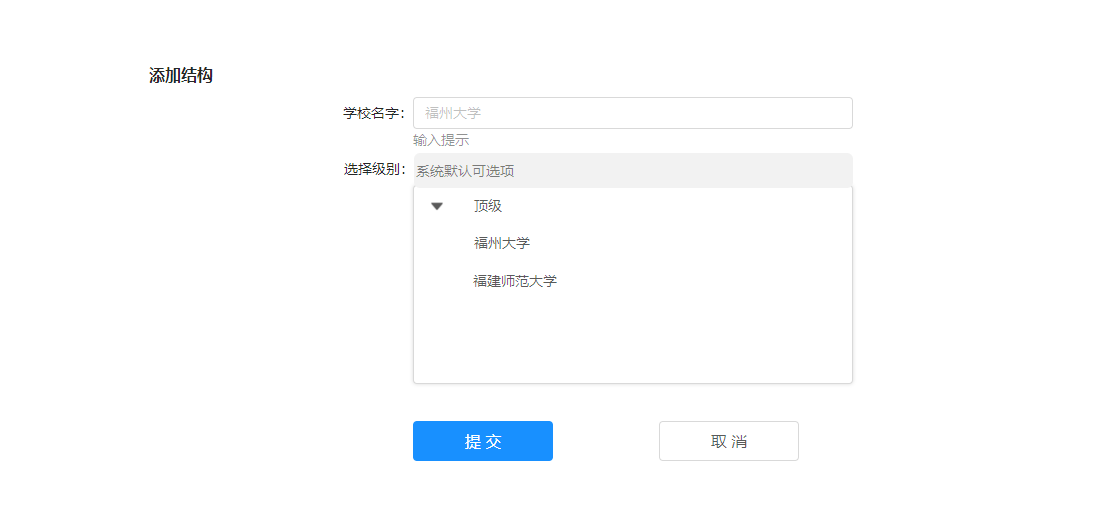 添加结构
学校名字： 福州大学
输入提示
选择级别： 系统默认可选项
顶级
福州大学
福建师范大学
提 交 取 消